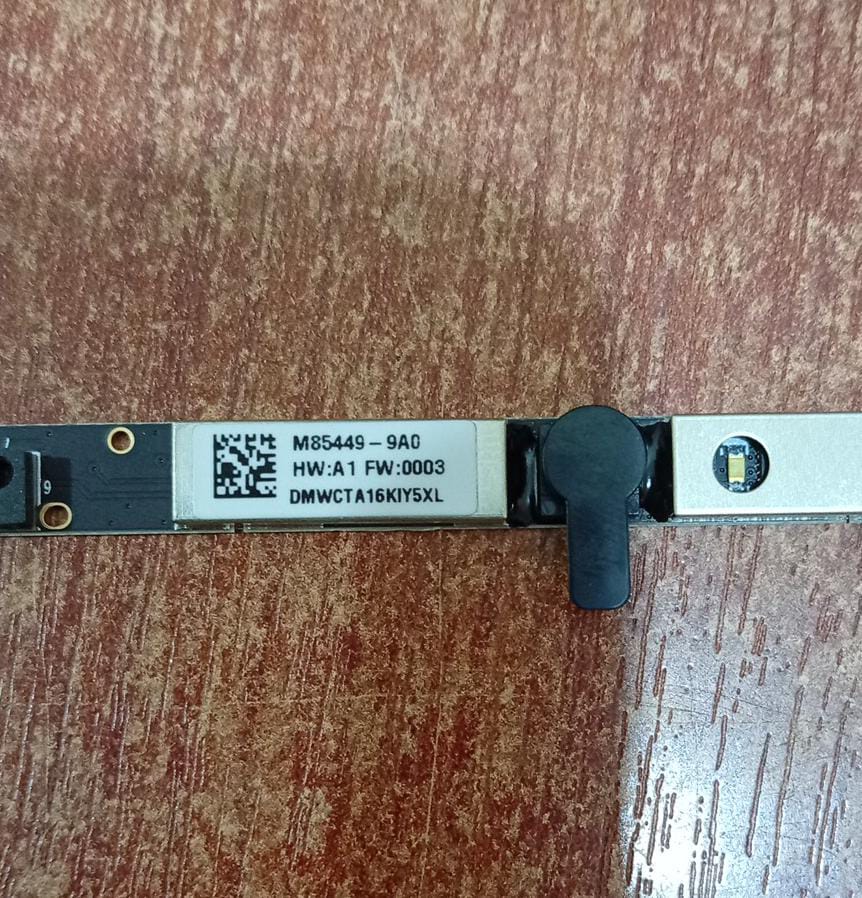 M85449-9A0
HW:A1 FW:0003
DMWCTA16KIY5XL
9